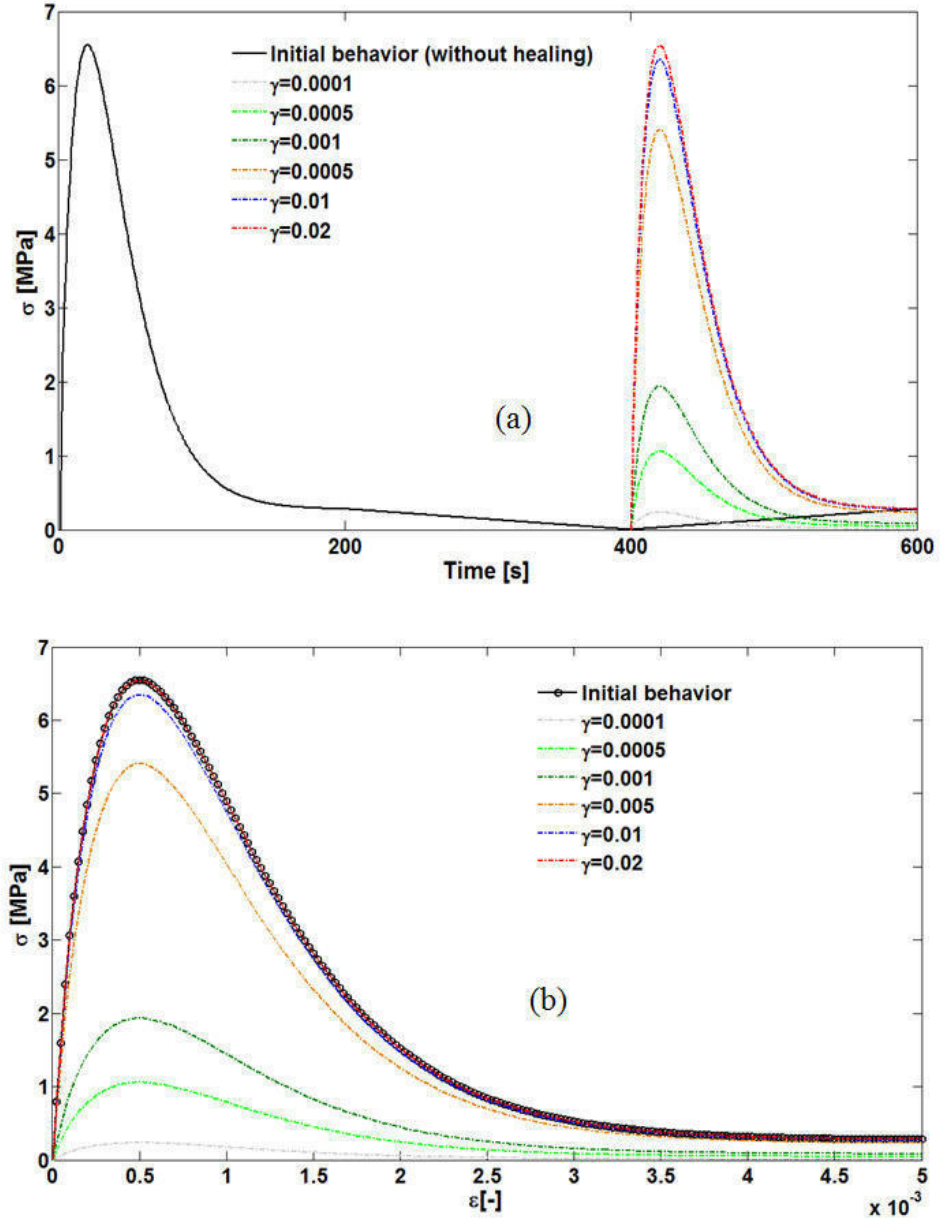 7
6
5
4
3
2
1
0
σ [MPa]
Initial behavior (without healing)
γ=0.0001
γ=0.0005
γ=0.001
γ=0.0005
γ=0.01
γ=0.02
(a)
0
200
400
600
Time [s]
7
6
5
4
3
2
1
0
σ [MPa]
Initial behavior
γ=0.0001
γ=0.0005
γ=0.001
γ=0.005
γ=0.01
γ=0.02
(b)
0
0.5
1
1.5
2
2.5
3
3.5
4
4.5
5
ε[-]
x 10⁻³